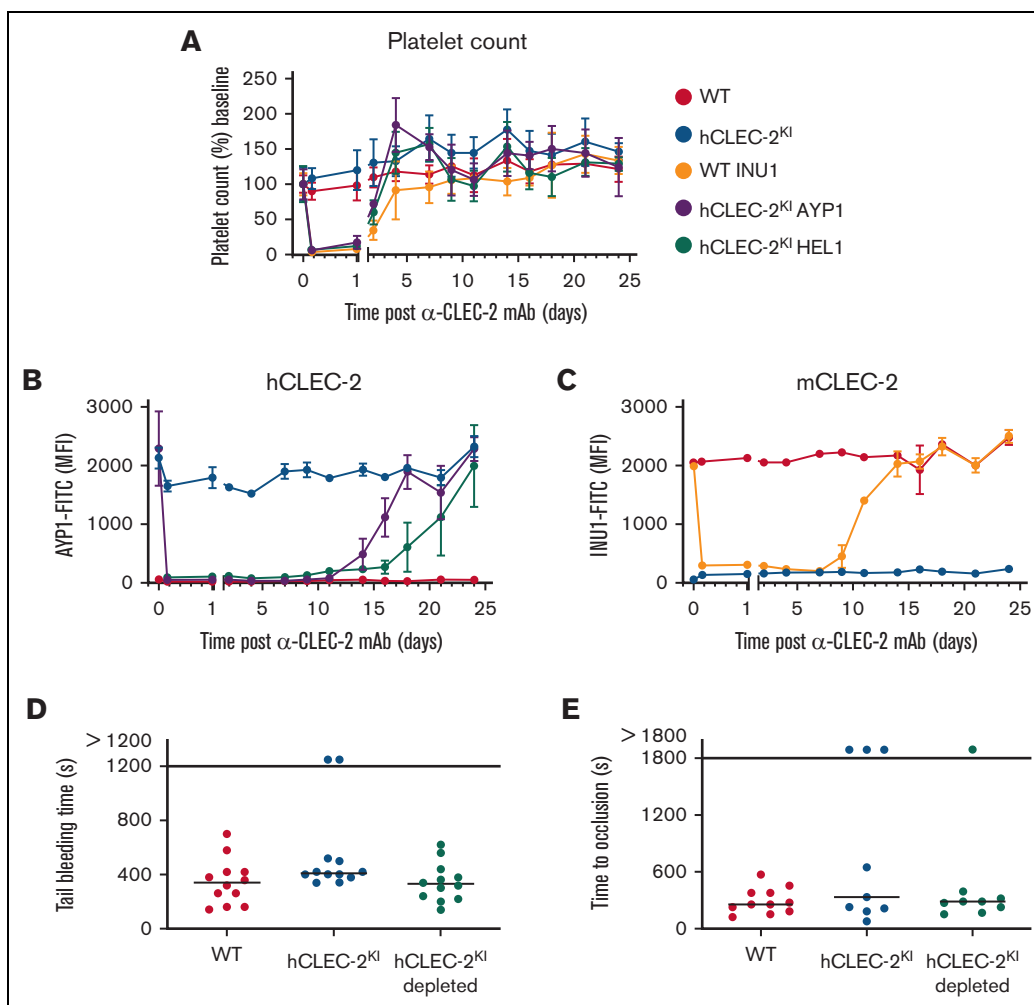 A
Platelet count
Platelet count (%) baseline
250
200
150
100
50
0
0
1
5
10
15
20
25
Time post α-CLEC-2 mAb (days)
WT
hCLEC-2ᴷᴵ
WT INU1
hCLEC-2ᴷᴵ AYP1
hCLEC-2ᴷᴵ HEL1
B
hCLEC-2
AYP1-FITC (MFI)
3000
2000
1000
0
0
1
5
10
15
20
25
Time post α-CLEC-2 mAb (days)
C
mCLEC-2
INU1-FITC (MFI)
3000
2000
1000
0
0
1
5
10
15
20
25
Time post α-CLEC-2 mAb (days)
D
Tail bleeding time (s)
> 1200
1200
800
400
0
WT
hCLEC-2ᴷᴵ
hCLEC-2ᴷᴵ
depleted
E
Time to occlusion (s)
> 1800
1800
1200
600
0
WT
hCLEC-2ᴷᴵ
hCLEC-2ᴷᴵ
depleted